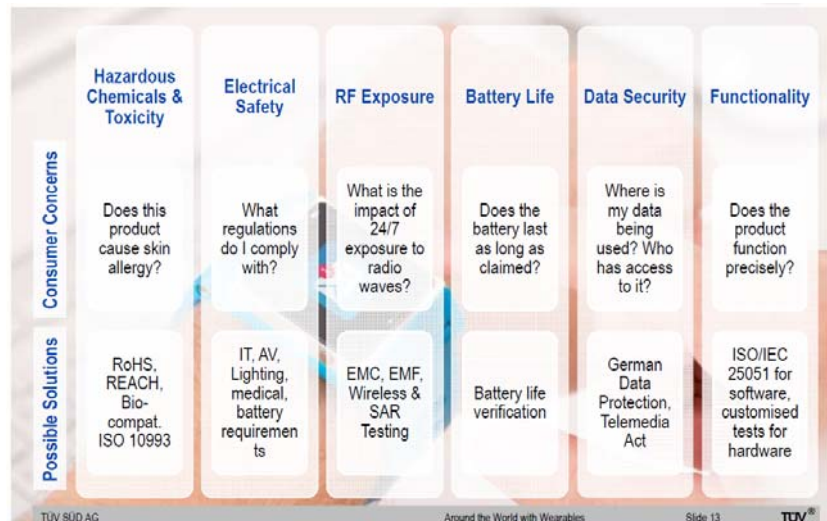 Hazardous
Chemicals &
Toxicity
Electrical
Safety
RF Exposure
Battery Life
Data Security
Functionality
Consumer Concerns
Does this
product
cause skin
allergy?
What
regulations
do I comply
with?
What is the
impact of
24/7
exposure to
radio
waves?
Does the
battery last
as long as
claimed?
Where is
my data
being
used? Who
has access
to it?
Does the
product
function
precisely?
Possible Solutions
RoHS,
REACH,
Bio-
compat.
ISO 10993
IT, AV,
Lighting,
medical,
battery
requiremen
ts
EMC, EMF,
Wireless &
SAR
Testing
Battery life
verification
German
Data
Protection,
Telemedia
Act
ISO/IEC
25051 for
software,
customised
tests for
hardware
TÜV SÜD AG
Around the World with Wearables
Slide 13
TÜV®